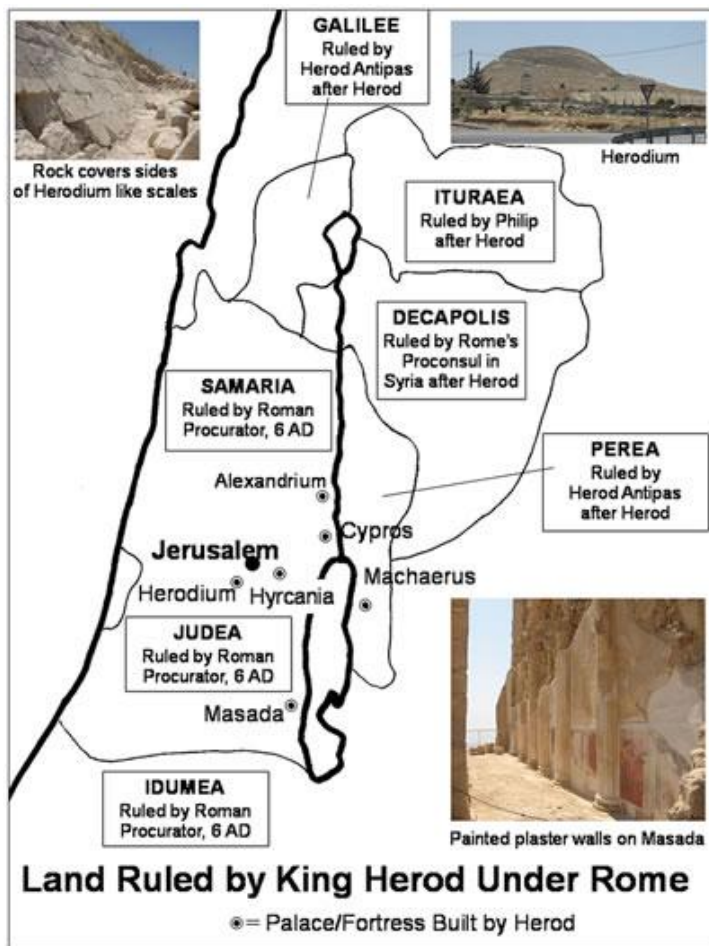 GALILEE
Ruled by
Herod Antipas
after Herod
Rock covers sides
of Herodium like scales
Herodium
ITURAEA
Ruled by Philip
after Herod
DECAPOLIS
Ruled by Rome's
Proconsul in
Syria after Herod
SAMARIA
Ruled by Roman
Procurator, 6 AD
PEREA
Ruled by
Herod Antipas
after Herod
Alexandrium
Cypros
Jerusalem
Machaerus
Herodium
Hyrcania
JUDEA
Ruled by Roman
Procurator, 6 AD
Masada
IDUMEA
Ruled by Roman
Procurator, 6 AD
Painted plaster walls on Masada
Land Ruled by King Herod Under Rome
= Palace/Fortress Built by Herod